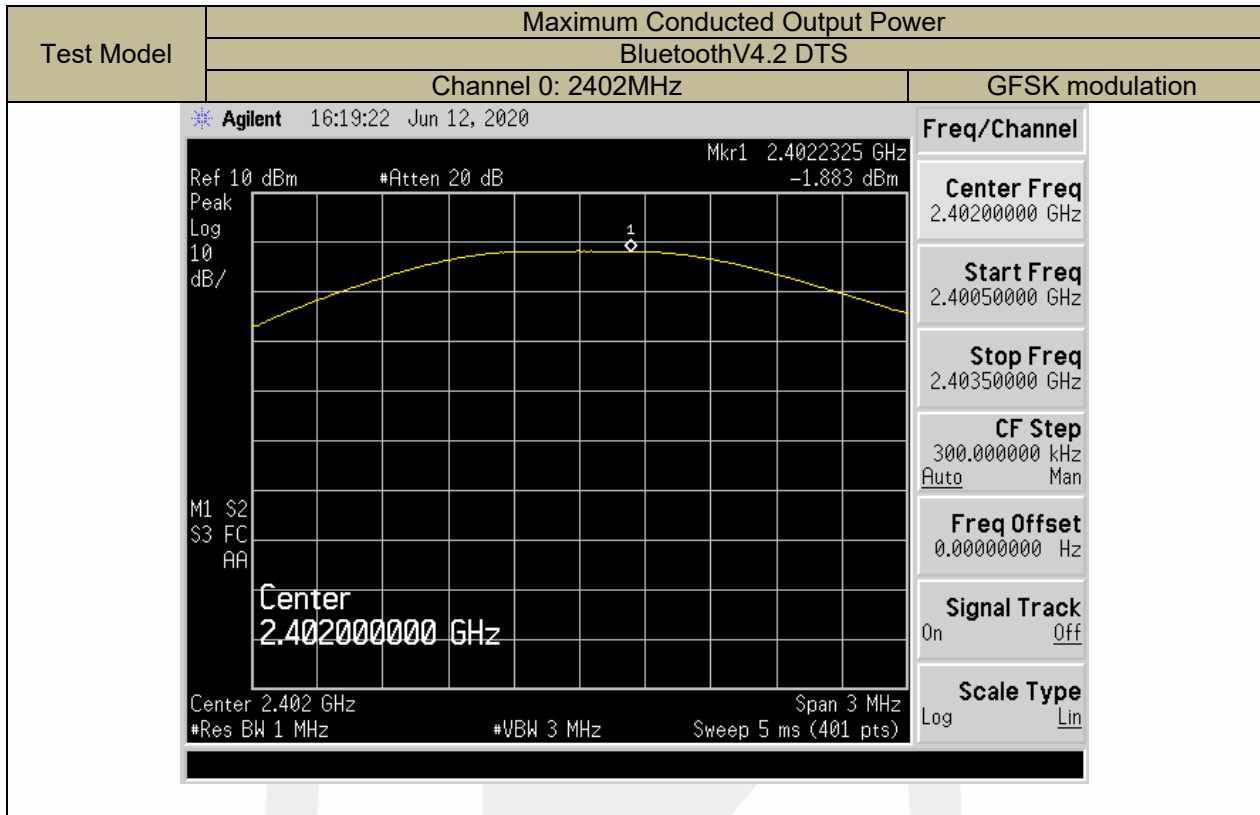 Test Model
Maximum Conducted Output Power
BluetoothV4.2 DTS
Channel 0: 2402MHz
GFSK modulation
Agilent 16:19:22 Jun 12, 2020
Mkr1 2.4022325 GHz
Ref 10 dBm #Atten 20 dB -1.883 dBm
Peak
Log
10
dB/
1
M1 S2
S3 FC
AA
Center
2.402000000 GHz
Center 2.402 GHz Span 3 MHz
#Res BW 1 MHz #VBW 3 MHz Sweep 5 ms (401 pts)
Freq/Channel
Center Freq
2.40200000 GHz
Start Freq
2.40050000 GHz
Stop Freq
2.40350000 GHz
CF Step
300.000000 kHz
Auto Man
Freq Offset
0.00000000 Hz
Signal Track
On Off
Scale Type
Log Lin